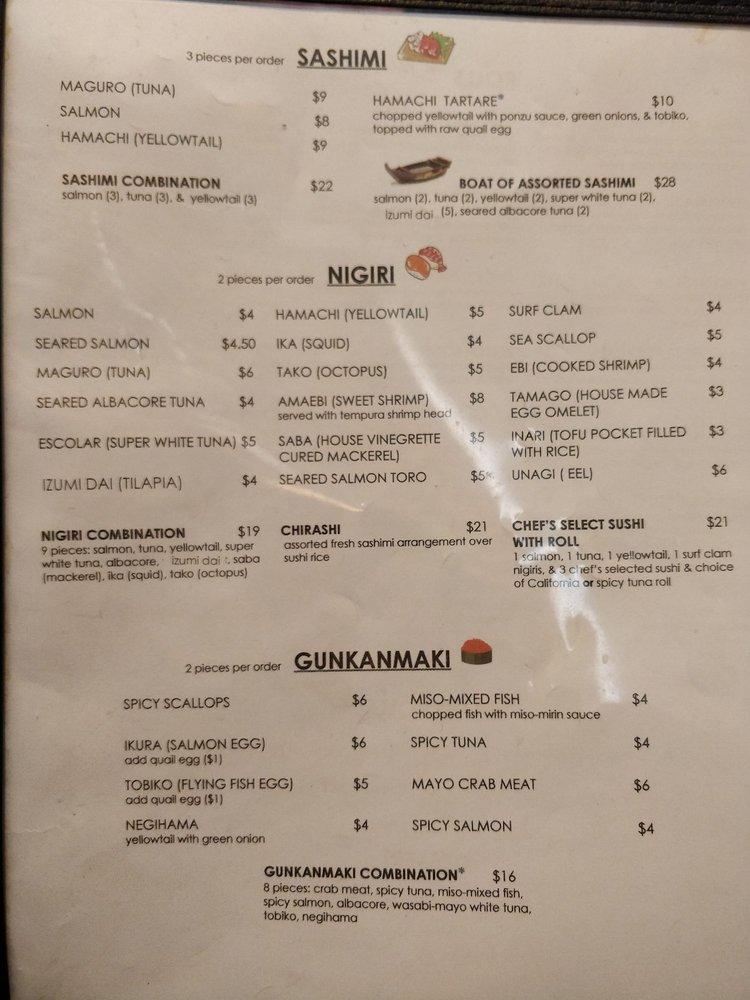 3 pieces per order SASHIMI
MAGURO (TUNA) $9
SALMON $8
HAMACHI (YELLOWTAIL) $9
SASHIMI COMBINATION $22
salmon (3), tuna (3), & yellowtail (3)
HAMACHI TARTARE* $10
chopped yellowtail with ponzu sauce, green onions, & tobiko,
topped with raw quail egg
BOAT OF ASSORTED SASHIMI $28
salmon (2), tuna (2), yellowtail (2), super white tuna (2),
izumi dai (5), seared albacore tuna (2)
2 pieces per order NIGIRI
SALMON $4
SEARED SALMON $4.50
MAGURO (TUNA) $6
SEARED ALBACORE TUNA $4
ESCOLAR (SUPER WHITE TUNA) $5
IZUMI DAI (TILAPIA) $4
HAMACHI (YELLOWTAIL) $5
IKA (SQUID) $4
TAKO (OCTOPUS) $5
AMAEBI (SWEET SHRIMP) $8
served with tempura shrimp head
SABA (HOUSE VINEGRETTE $5
CURED MACKEREL)
SEARED SALMON TORO $5
SURF CLAM $4
SEA SCALLOP $5
EBI (COOKED SHRIMP) $4
TAMAGO (HOUSE MADE $3
EGG OMELET)
INARI (TOFU POCKET FILLED $3
WITH RICE)
UNAGI ( EEL) $6
NIGIRI COMBINATION $19
9 pieces: salmon, tuna, yellowtail, super
white tuna, albacore, izumi dai, saba
(mackerel), ika (squid), tako (octopus)
CHIRASHI $21
assorted fresh sashimi arrangement over
sushi rice
CHEF'S SELECT SUSHI $21
WITH ROLL
1 salmon, 1 tuna, 1 yellowtail, 1 surf clam
nigiris, & 3 chef's selected sushi & choice
of California or spicy tuna roll
2 pieces per order GUNKANMAKI
SPICY SCALLOPS $6
IKURA (SALMON EGG) $6
add quail egg ($1)
TOBIKO (FLYING FISH EGG) $5
add quail egg ($1)
NEGIHAMA $4
yellowtail with green onion
MISO-MIXED FISH $4
chopped fish with miso-mirin sauce
SPICY TUNA $4
MAYO CRAB MEAT $6
SPICY SALMON $4
GUNKANMAKI COMBINATION* $16
8 pieces: crab meat, spicy tuna, miso-mixed fish,
spicy salmon, albacore, wasabi-mayo white tuna,
tobiko, negihama